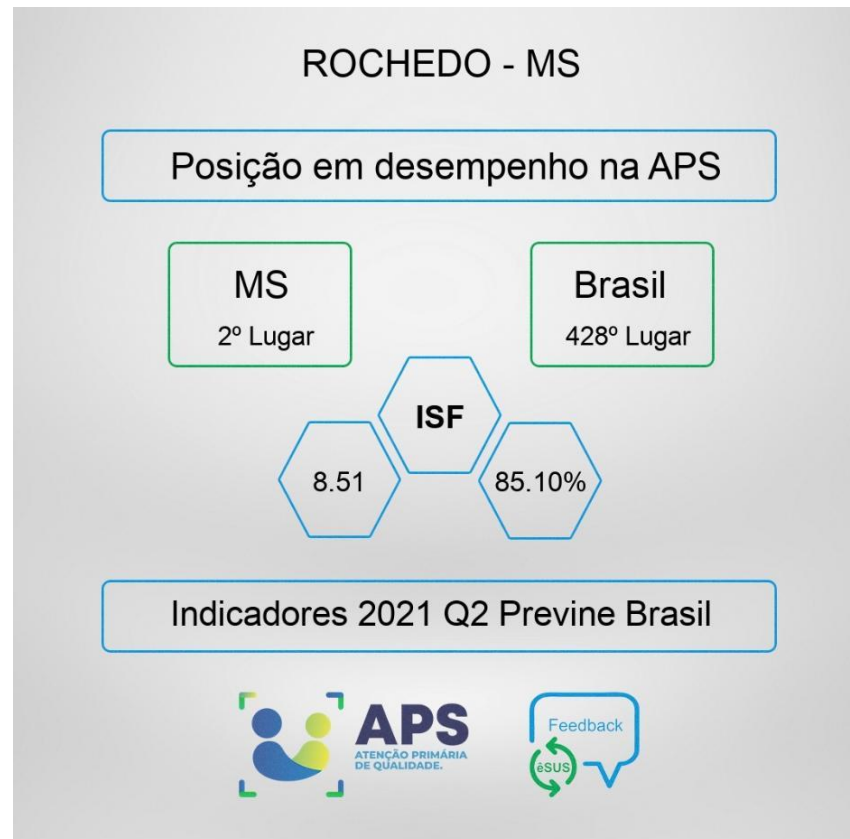 ROCHEDO - MS
Posição em desempenho na APS
MS
2º Lugar
Brasil
428º Lugar
ISF
8.51
85.10%
Indicadores 2021 Q2 Previne Brasil
APS
ATENÇÃO PRIMÁRIA
DE QUALIDADE.
Feedback
eSUS